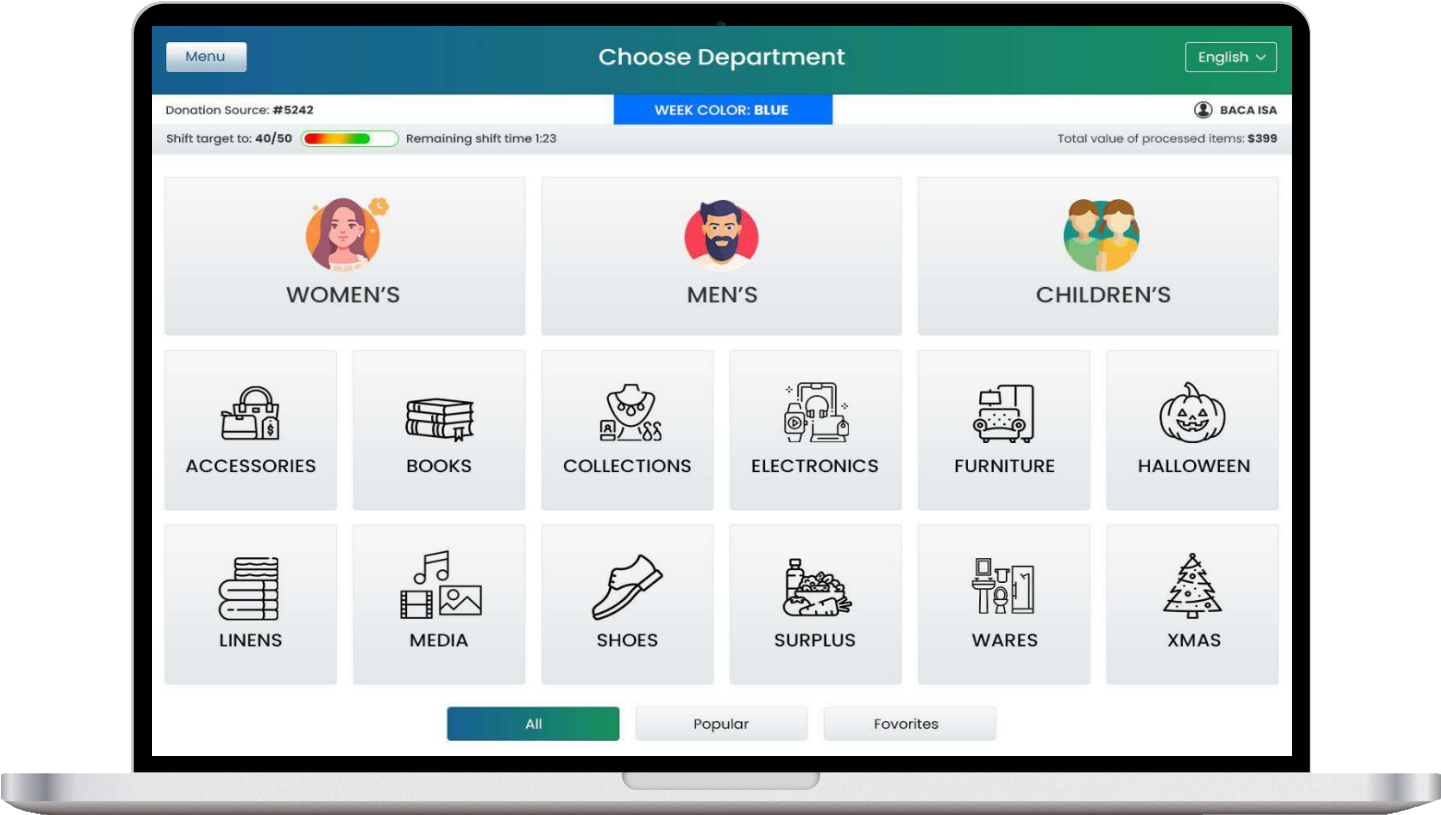 Menu
Choose Department
English
Donation Source: #5242
WEEK COLOR: BLUE
BACA ISA
Shift target to: 40/50
Remaining shift time 1:23
Total value of processed items: $399
WOMEN'S
MEN'S
CHILDREN'S
ACCESSORIES
BOOKS
COLLECTIONS
ELECTRONICS
FURNITURE
HALLOWEEN
LINENS
MEDIA
SHOES
SURPLUS
WARES
XMAS
All
Popular
Fovorites